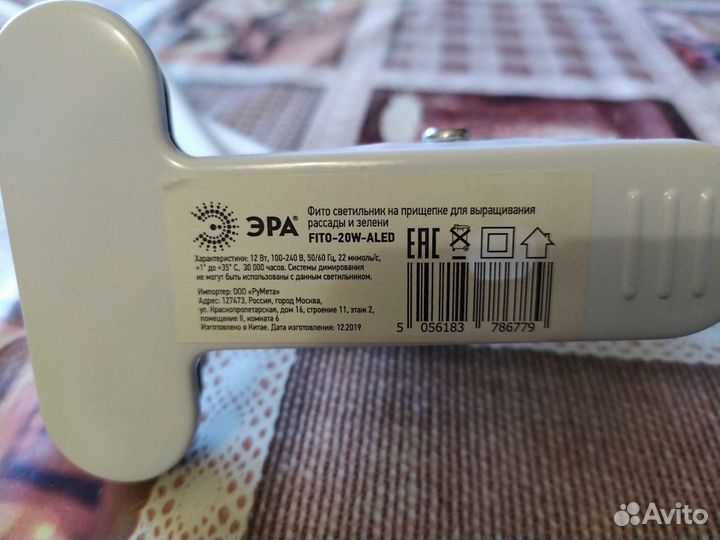 ЭРА®
Фито светильник на прищепке для выращивания
рассады и зелени
FITO-20W-ALED
Характеристики: 12 Вт, 100-240 В, 50/60 Гц, 22 мкмоль/с,
+1° до +35° С, 30 000 часов. Системы димирования
не могут быть использованы с данным светильником.
Импортер: ООО «РуМета»
Адрес: 127473, Россия, город Москва,
ул. Краснопролетарская, дом 16, строение 11, этаж 2,
помещение II, комната 6
Изготовлено в Китае. Дата изготовления: 12.2019
EAC
5 056183 786779
Avito